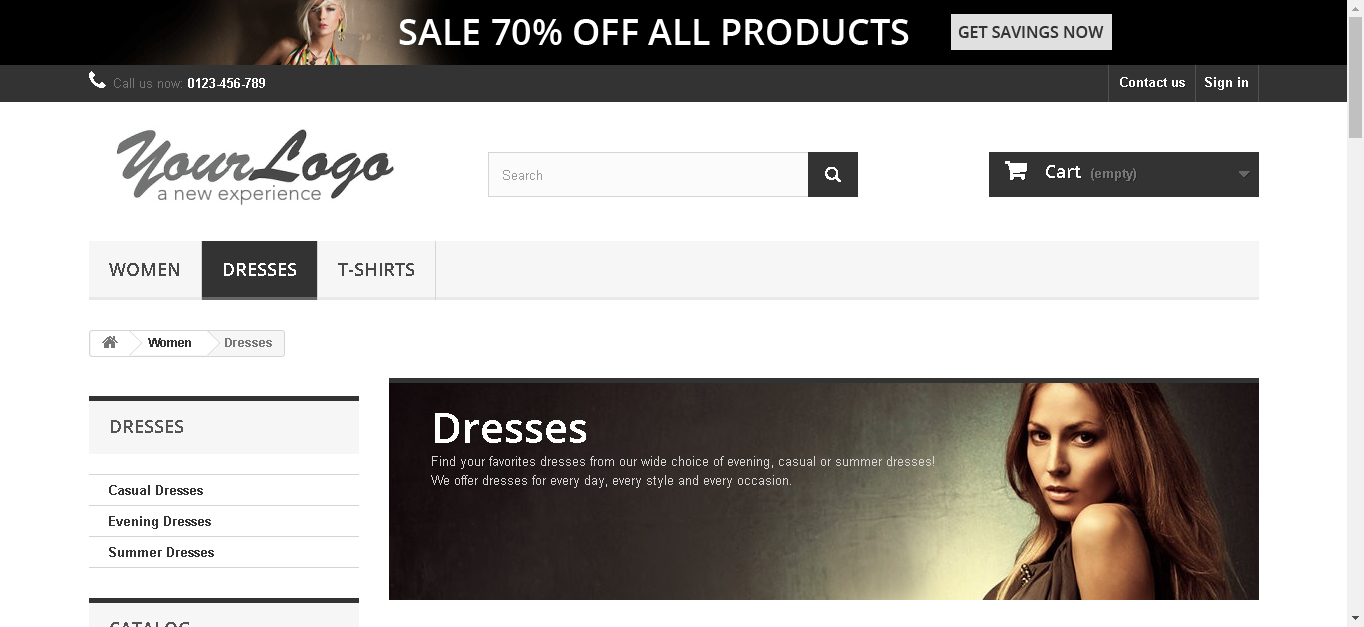 SALE 70% OFF ALL PRODUCTS
GET SAVINGS NOW
Call us now: 0123-456-789
Contact us
Sign in
YourLogo
a new experience
Search
Cart (empty)
WOMEN
DRESSES
T-SHIRTS
Women
Dresses
DRESSES
Casual Dresses
Evening Dresses
Summer Dresses
CATALOG
Dresses
Find your favorites dresses from our wide choice of evening, casual or summer dresses!
We offer dresses for every day, every style and every occasion.